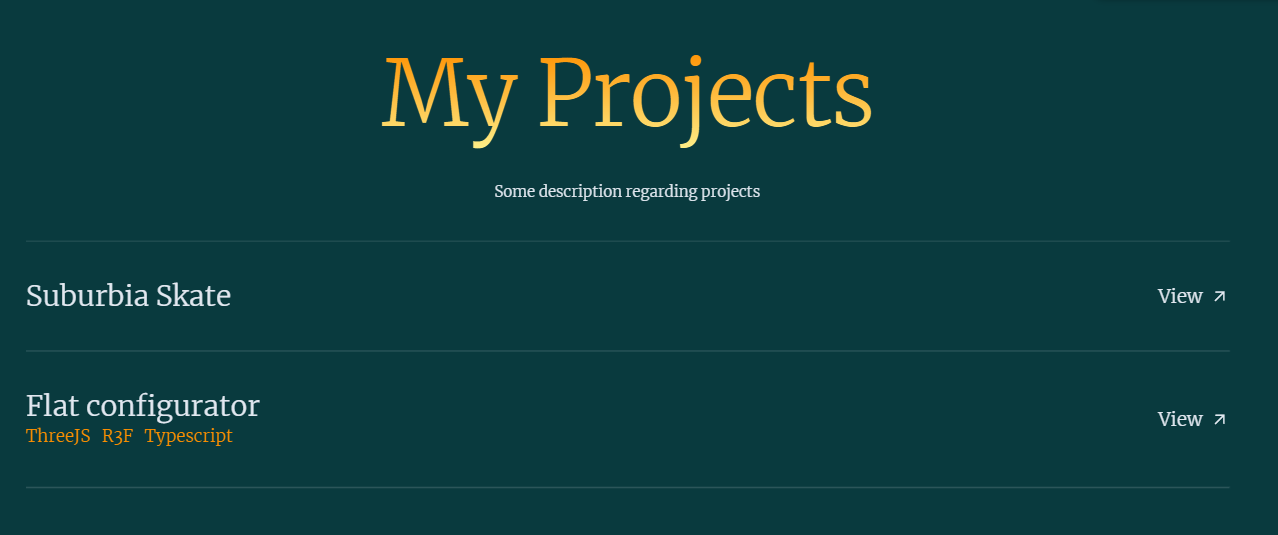 My Projects
Some description regarding projects
Suburbia Skate
View
Flat configurator
ThreeJS R3F Typescript
View